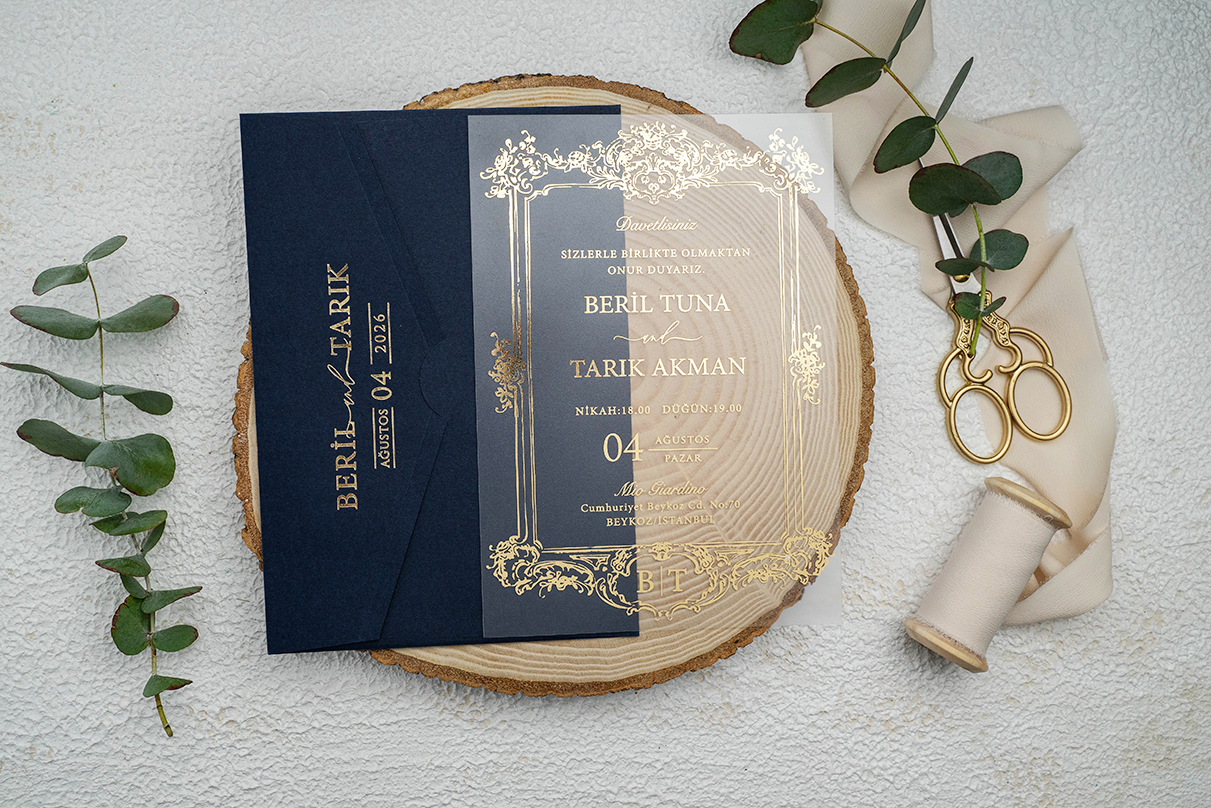 BERİL and TARIK
AĞUSTOS 04 2026
Davetlisiniz
SİZLERLE BİRLİKTE OLMAKTAN
ONUR DUYARIZ.
BERİL TUNA
and
TARIK AKMAN
NİKAH:18.00 DÜĞÜN:19.00
04 AĞUSTOS
PAZAR
Mio Giardino
Cumhuriyet Beykoz Cd. No:70
BEYKOZ/İSTANBUL
B|T